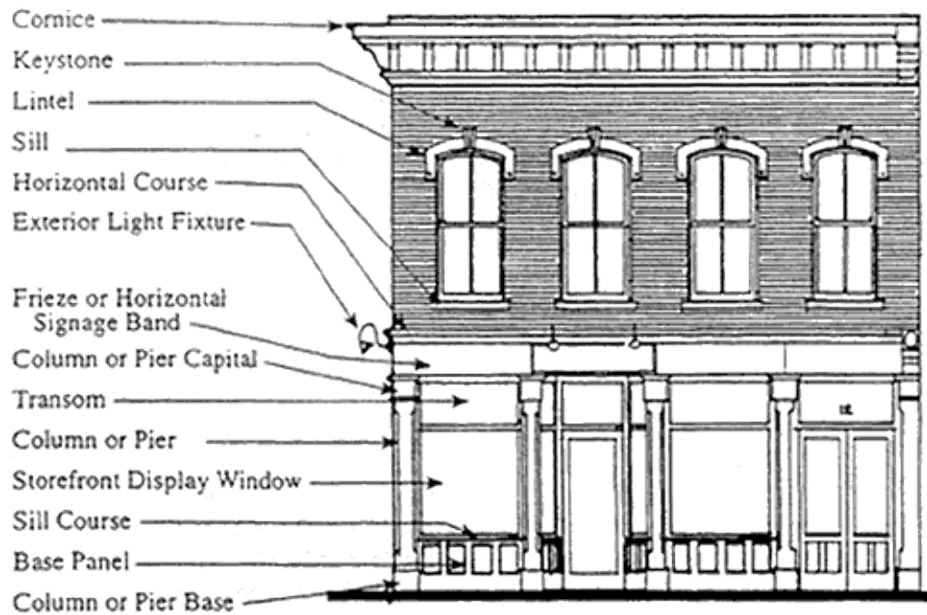 Cornice
Keystone
Lintel
Sill
Horizontal Course
Exterior Light Fixture
Frieze or Horizontal
Signage Band
Column or Pier Capital
Transom
Column or Pier
Storefront Display Window
Sill Course
Base Panel
Column or Pier Base